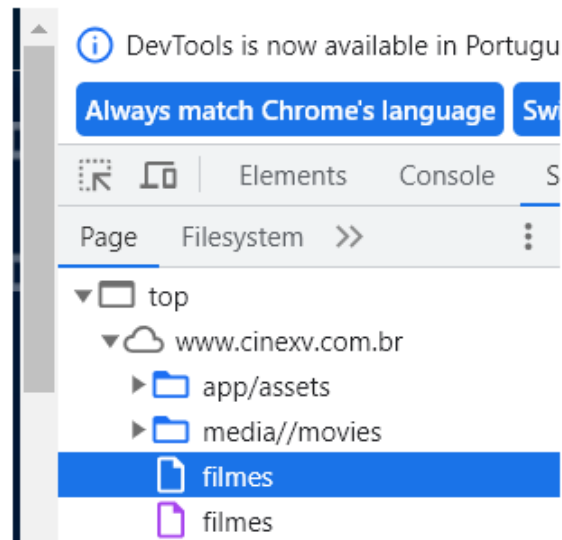 DevTools is now available in Portugu
Always match Chrome's language Swi
Elements Console S
Page Filesystem >>
top
www.cinexv.com.br
app/assets
media//movies
filmes
filmes